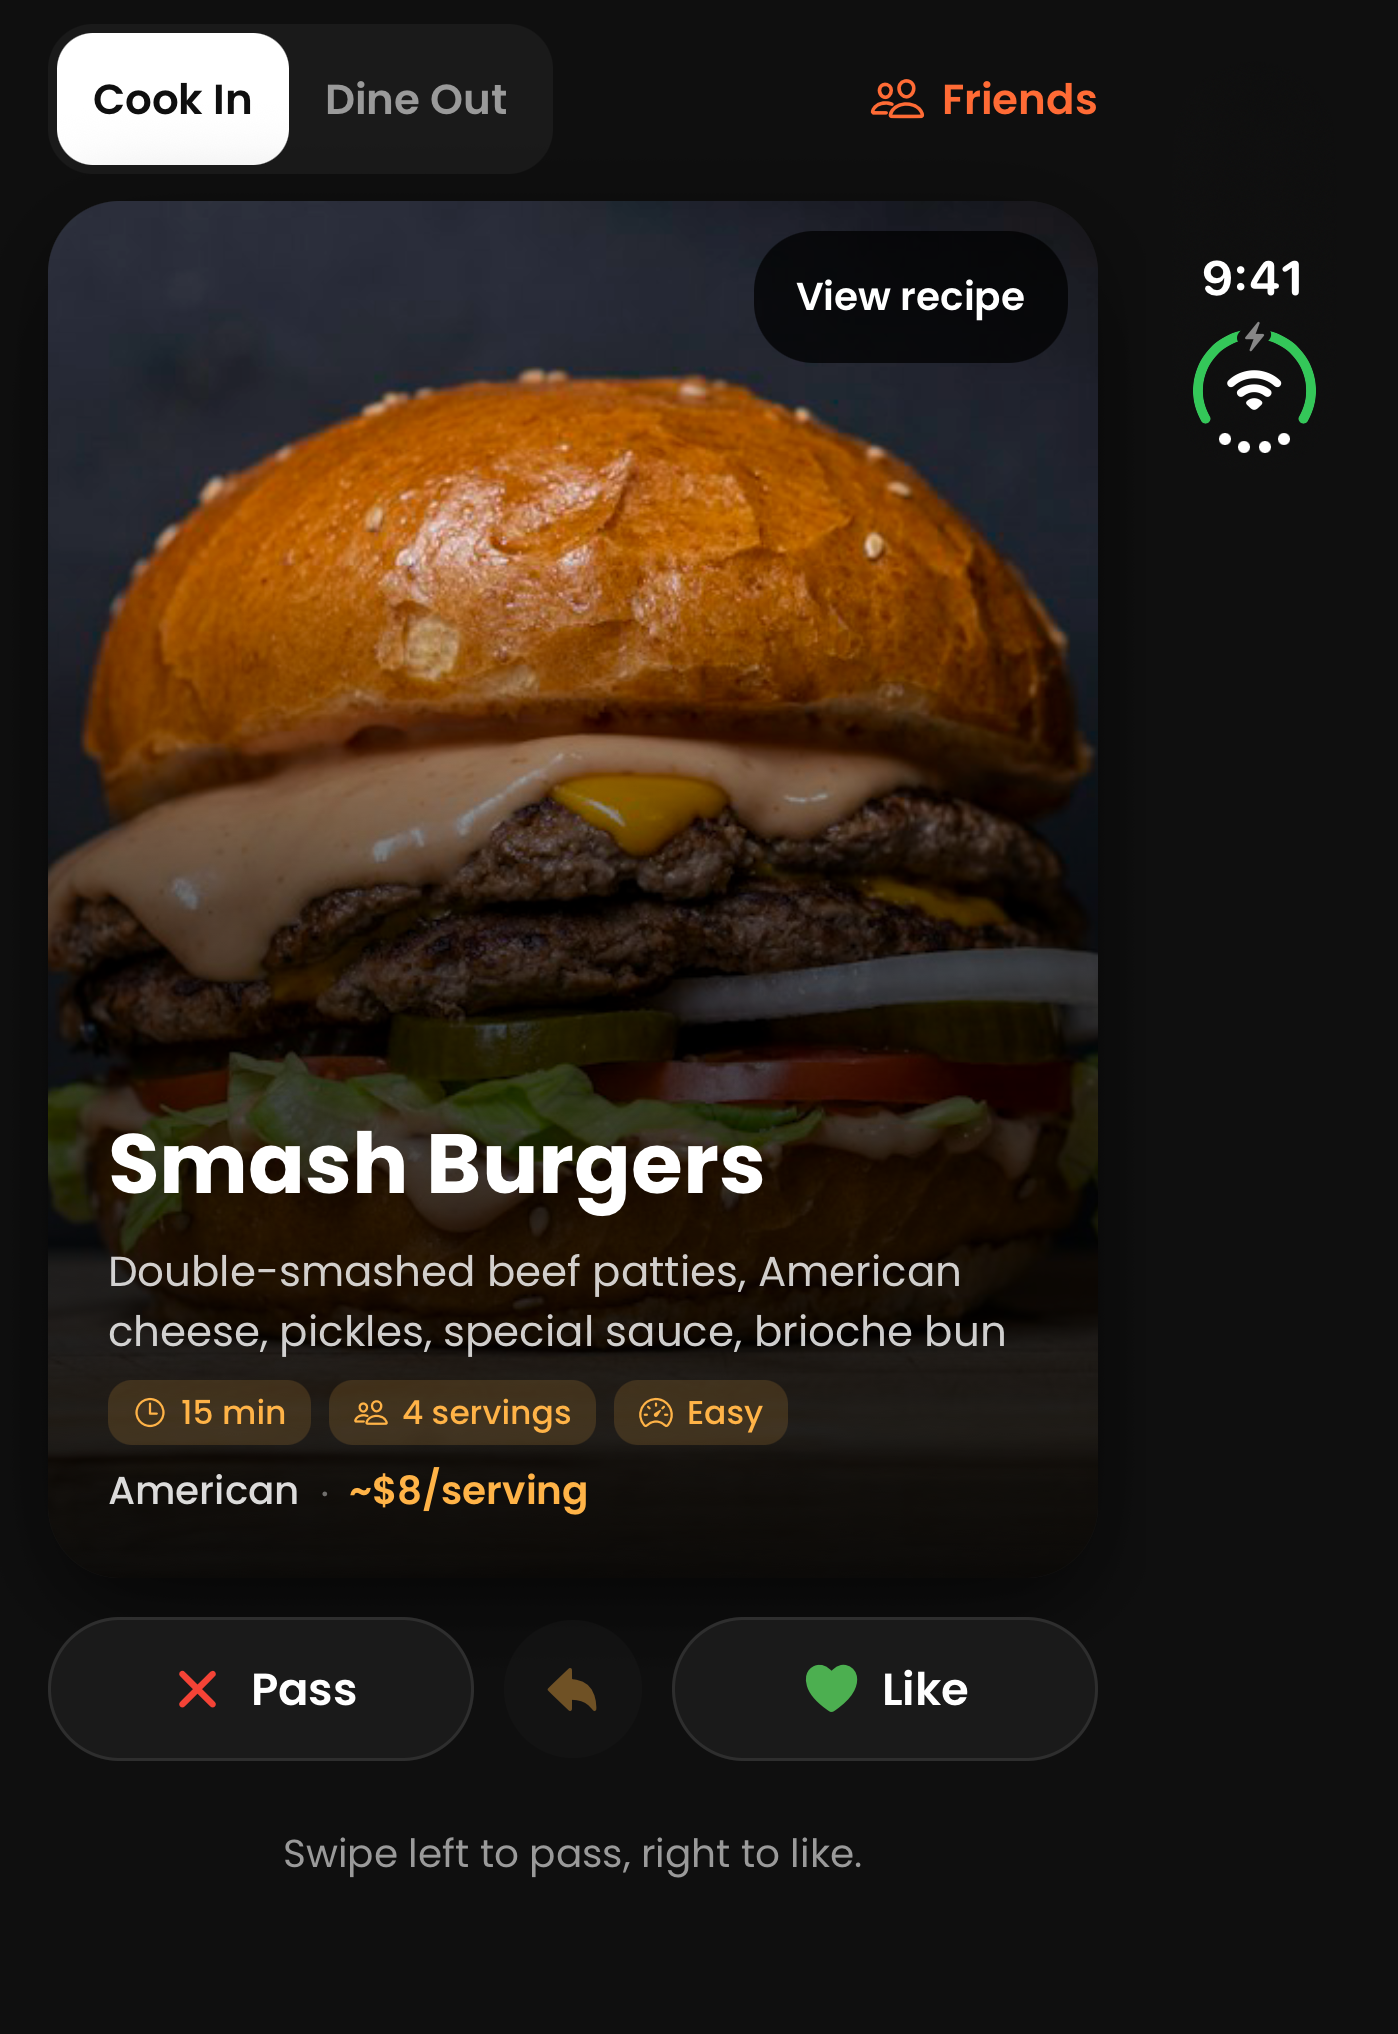 Cook In
Dine Out
Friends
View recipe
9:41
Smash Burgers
Double-smashed beef patties, American
cheese, pickles, special sauce, brioche bun
15 min
4 servings
Easy
American · ~$8/serving
Pass
Like
Swipe left to pass, right to like.